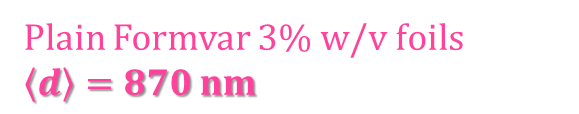 Plain Formvar 3% w/v foils
⟨d⟩ = 870 nm